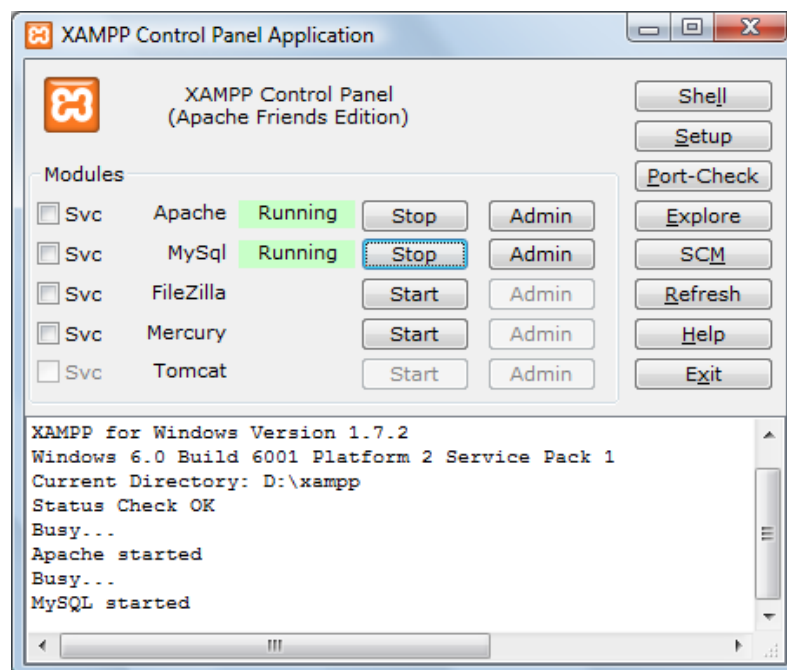 XAMPP Control Panel Application
XAMPP Control Panel
(Apache Friends Edition)
Shell
Setup
Port-Check
Explore
SCM
Refresh
Help
Exit
Modules
Svc Apache Running Stop Admin
Svc MySql Running Stop Admin
Svc FileZilla Start Admin
Svc Mercury Start Admin
Svc Tomcat Start Admin
XAMPP for Windows Version 1.7.2
Windows 6.0 Build 6001 Platform 2 Service Pack 1
Current Directory: D:\xampp
Status Check OK
Busy...
Apache started
Busy...
MySQL started